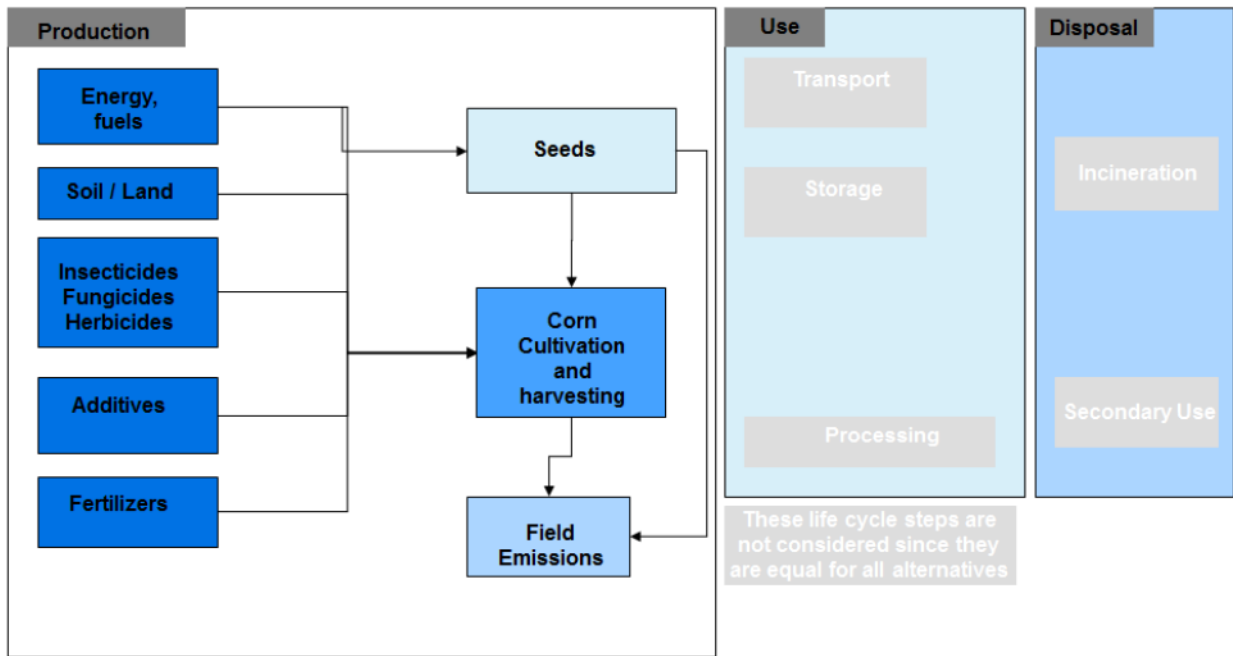 Production
Energy,
fuels
Soil / Land
Insecticides
Fungicides
Herbicides
Additives
Fertilizers
Seeds
Corn
Cultivation
and
harvesting
Field
Emissions
Use
Transport
Storage
Processing
These life cycle steps are
not considered since they
are equal for all alternatives
Disposal
Incineration
Secondary Use